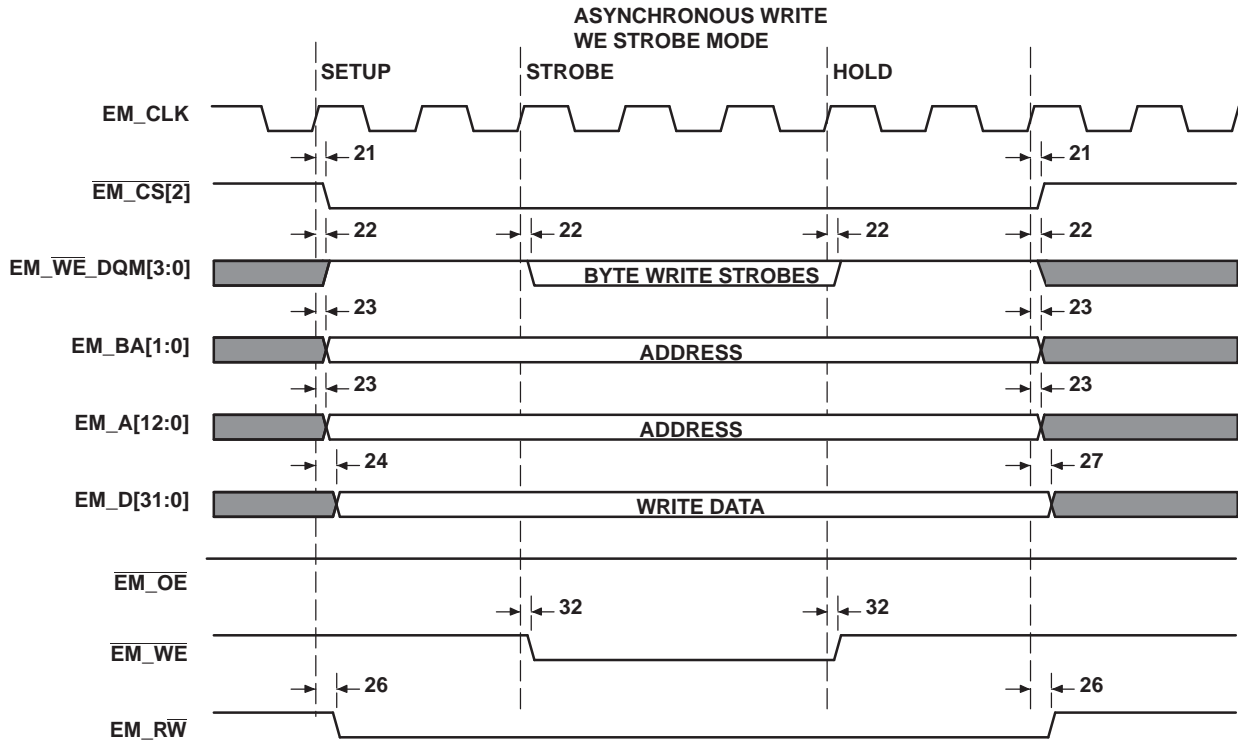 ASYNCHRONOUS WRITE
WE STROBE MODE
SETUP STROBE HOLD
EM_CLK
21 21
EM_CS[2]
22 22 22 22
EM_WE_DQM[3:0] BYTE WRITE STROBES
23 23
EM_BA[1:0] ADDRESS
23 23
EM_A[12:0] ADDRESS
24 27
EM_D[31:0] WRITE DATA
EM_OE
32 32
EM_WE
26 26
EM_RW